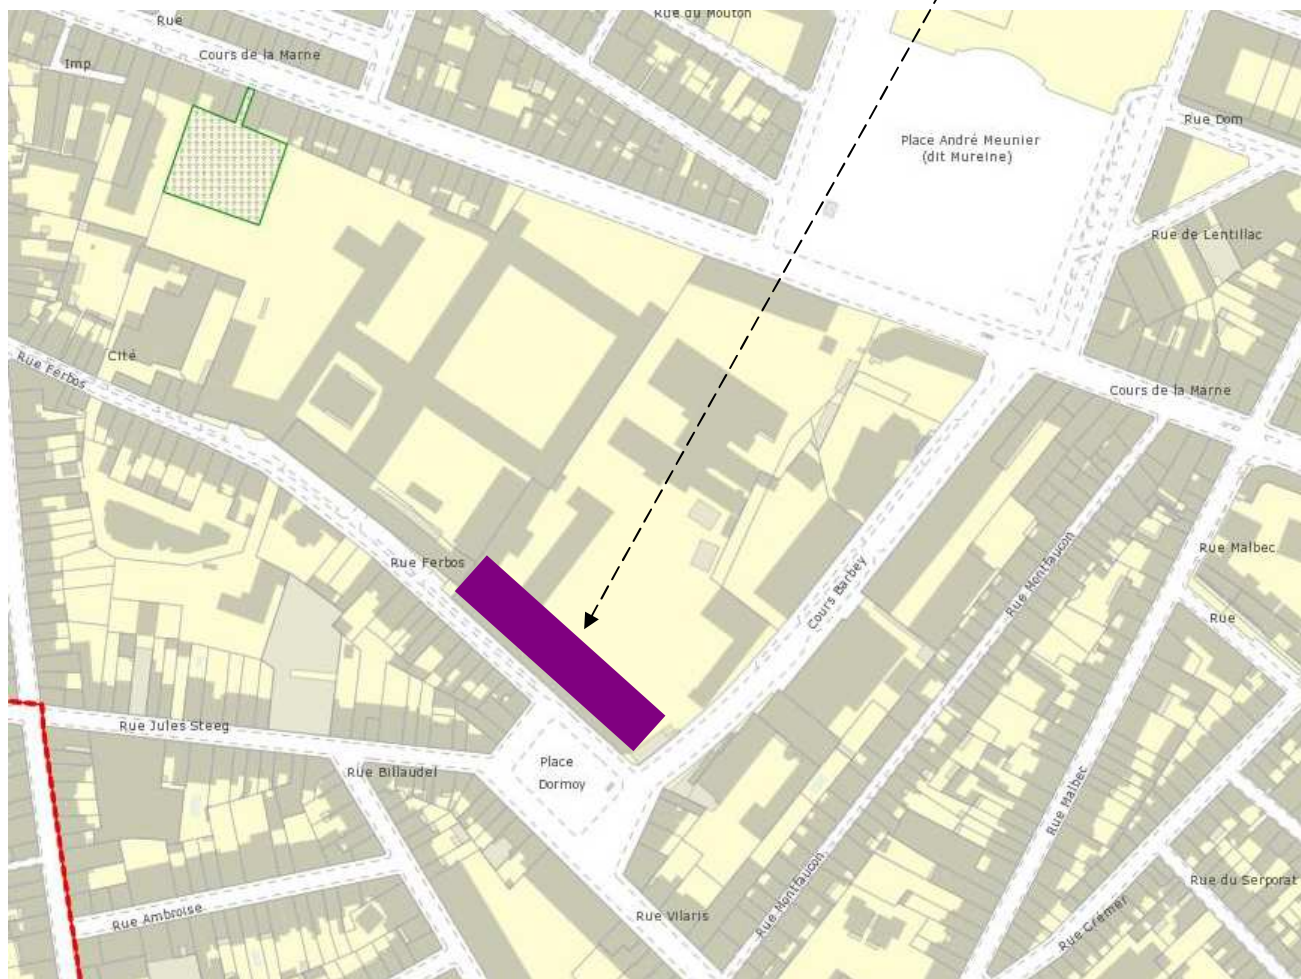 Rue du Mouton
Rue
Cours de la Marne
Imp
Rue Dom
Place André Meunier
(dit Mureine)
Rue de Lentillac
Cité
Rue Ferbos
Cours de la Marne
Rue Malbec
Rue Ferbos
Rue Montfaucon
Cours Barbey
Rue
Rue Jules Steeg
Place
Dormoy
Rue Billaudel
Rue Malbec
Rue Montfaucon
Rue du Serporat
Rue Ambroise
Rue Vilaris
Rue Crémer